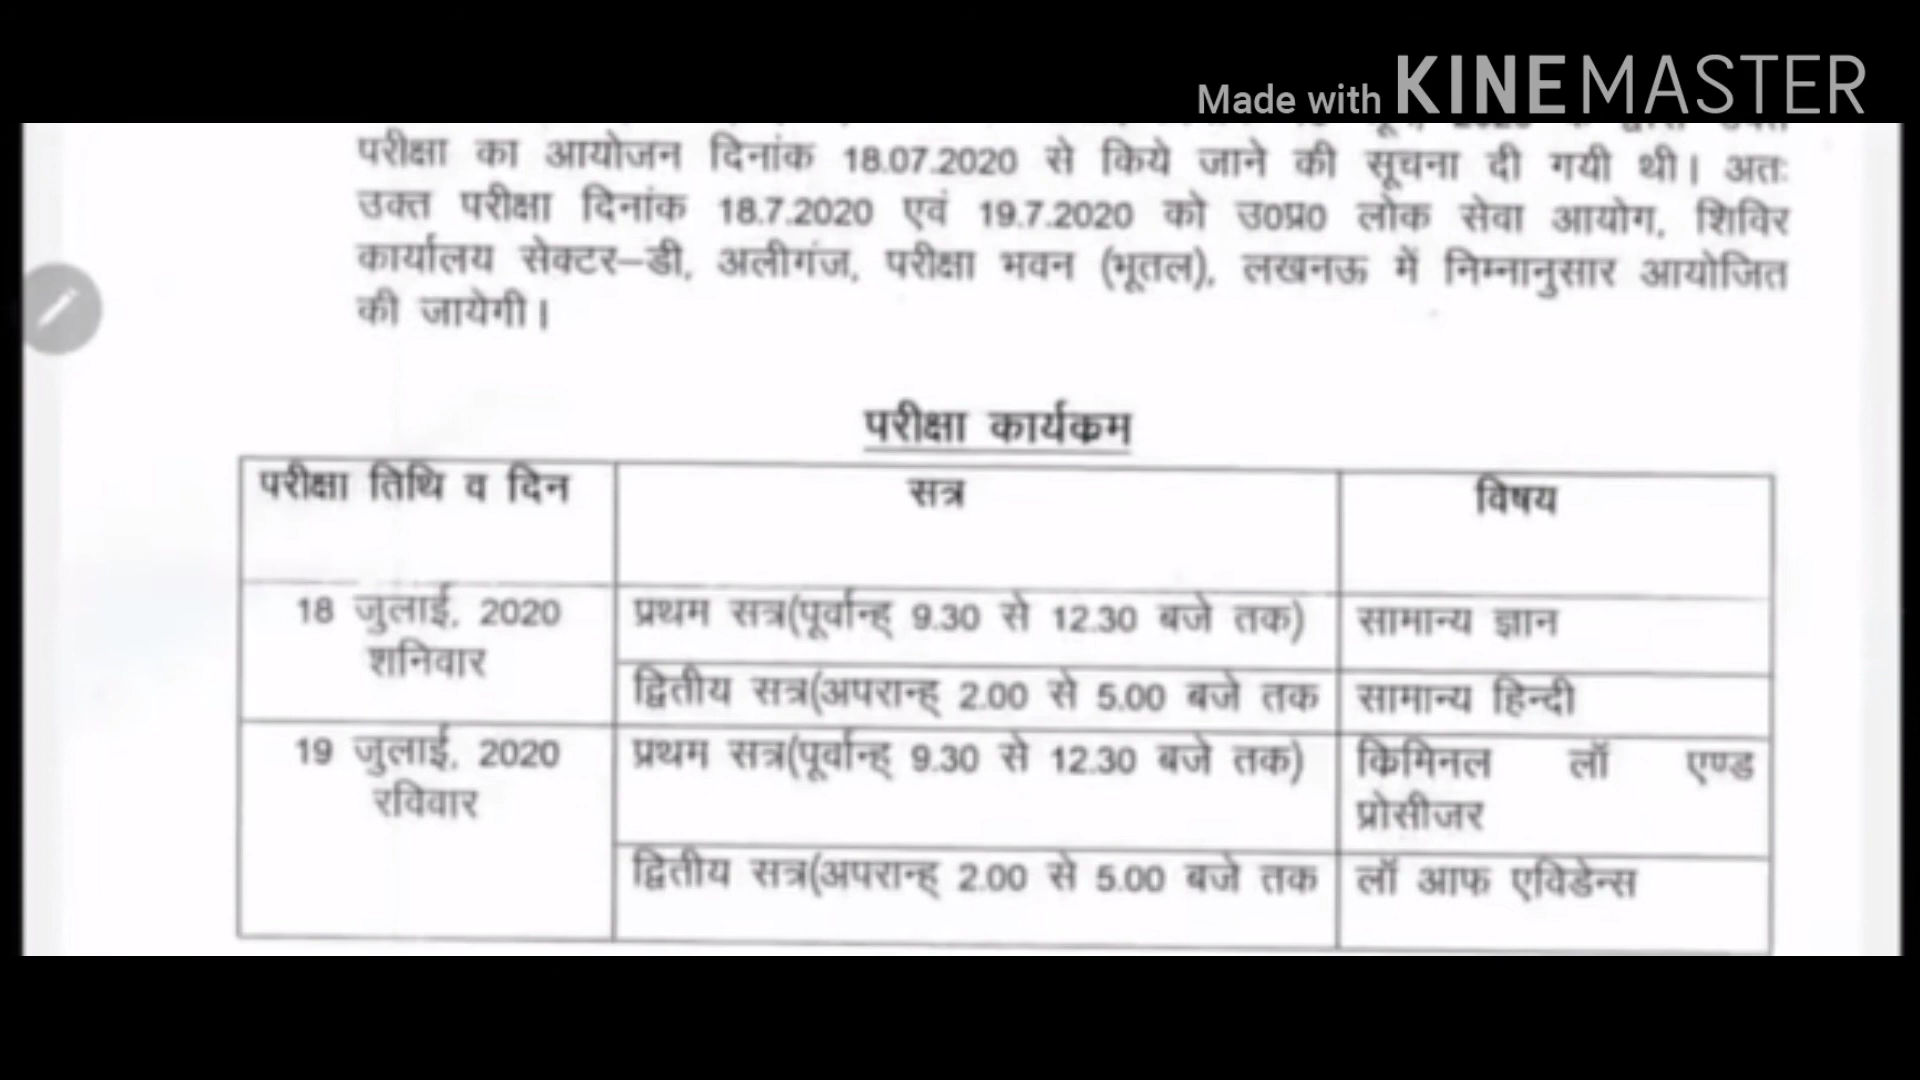 Made with KINEMASTER
परीक्षा का आयोजन दिनांक 18.07.2020 से किये जाने की सूचना दी गयी थी। अतः
उक्त परीक्षा दिनांक 18.7.2020 एवं 19.7.2020 को उ0प्र0 लोक सेवा आयोग, शिविर
कार्यालय सेक्टर–डी, अलीगंज, परीक्षा भवन (भूतल), लखनऊ में निम्नानुसार आयोजित
की जायेगी।
परीक्षा कार्यकम
परीक्षा तिथि व दिन सत्र विषय
18 जुलाई, 2020 प्रथम सत्र(पूर्वान्ह् 9.30 से 12.30 बजे तक) सामान्य ज्ञान
शनिवार
द्वितीय सत्र(अपरान्ह् 2.00 से 5.00 बजे तक सामान्य हिन्दी
19 जुलाई, 2020 प्रथम सत्र(पूर्वान्ह् 9.30 से 12.30 बजे तक) किमिनल लॉ एण्ड
रविवार प्रोसीजर
द्वितीय सत्र(अपरान्ह् 2.00 से 5.00 बजे तक लॉ आफ एविडेन्स